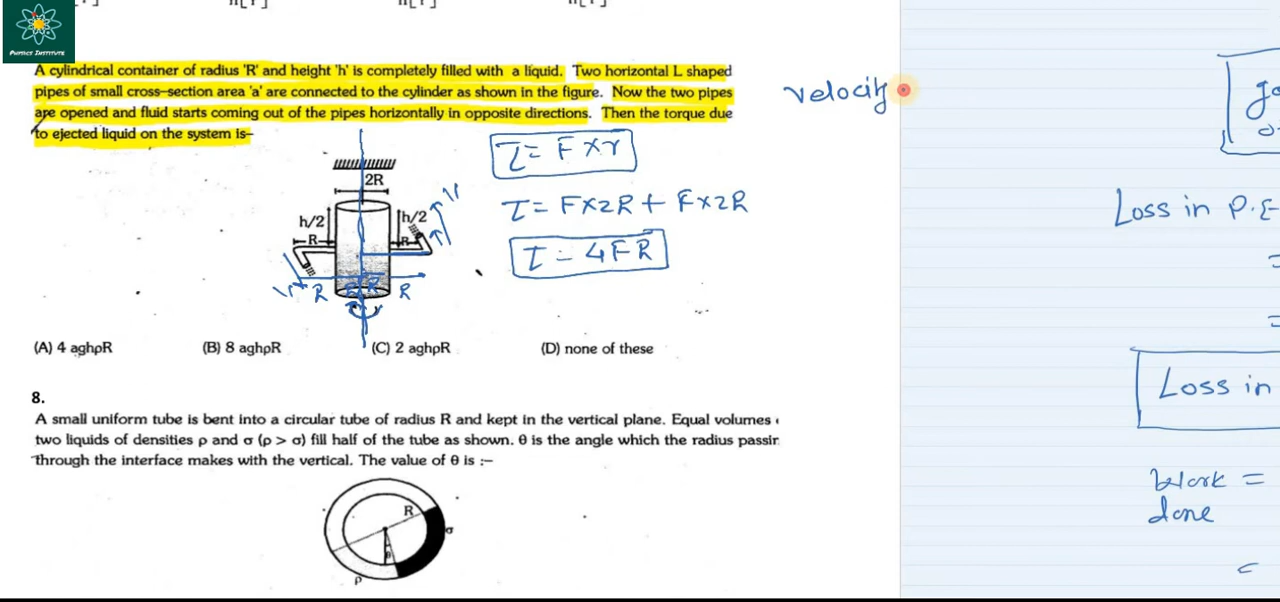 PHYSICS INSTITUTE
A cylindrical container of radius 'R' and height 'h' is completely filled with a liquid. Two horizontal L shaped
pipes of small cross-section area 'a' are connected to the cylinder as shown in the figure. Now the two pipes
are opened and fluid starts coming out of the pipes horizontally in opposite directions. Then the torque due
to ejected liquid on the system is–
2R
h/2
h/2
R
R
R
R
R
R
τ = F × r
τ = F×2R + F×2R
τ = 4FR
velocity
Loss in P.E
=
=
Loss in
Work =
done
(A) 4 aghρR (B) 8 aghρR (C) 2 aghρR (D) none of these
8.
A small uniform tube is bent into a circular tube of radius R and kept in the vertical plane. Equal volumes
two liquids of densities ρ and σ (ρ > σ) fill half of the tube as shown. θ is the angle which the radius passin
through the interface makes with the vertical. The value of θ is :–
R
σ
θ
ρ